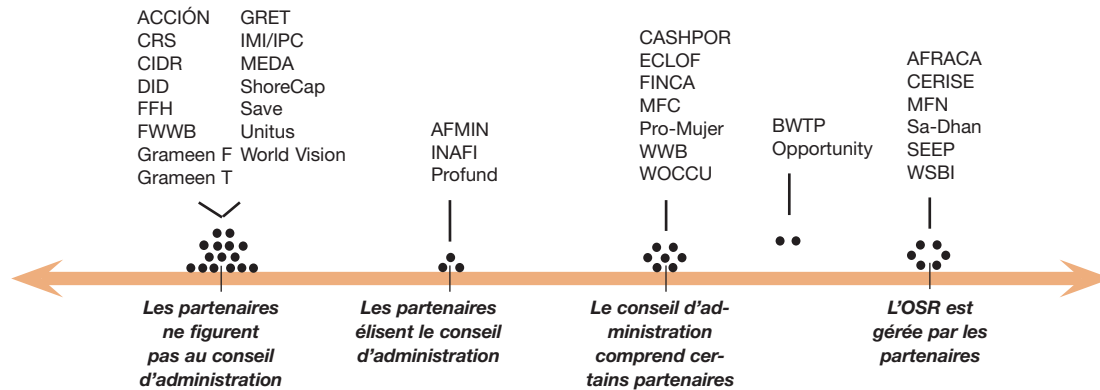 ACCIÓN
CRS
CIDR
DID
FFH
FWWB
Grameen F
Grameen T
GRET
IMI/IPC
MEDA
ShoreCap
Save
Unitus
World Vision
AFMIN
INAFI
Profund
CASHPOR
ECLOF
FINCA
MFC
Pro-Mujer
WWB
WOCCU
BWTP
Opportunity
AFRACA
CERISE
MFN
Sa-Dhan
SEEP
WSBI
Les partenaires
ne figurent
pas au conseil
d'administration
Les partenaires
élisent le conseil
d'administration
Le conseil d'ad-
ministration
comprend cer-
tains partenaires
L'OSR est
gérée par les
partenaires